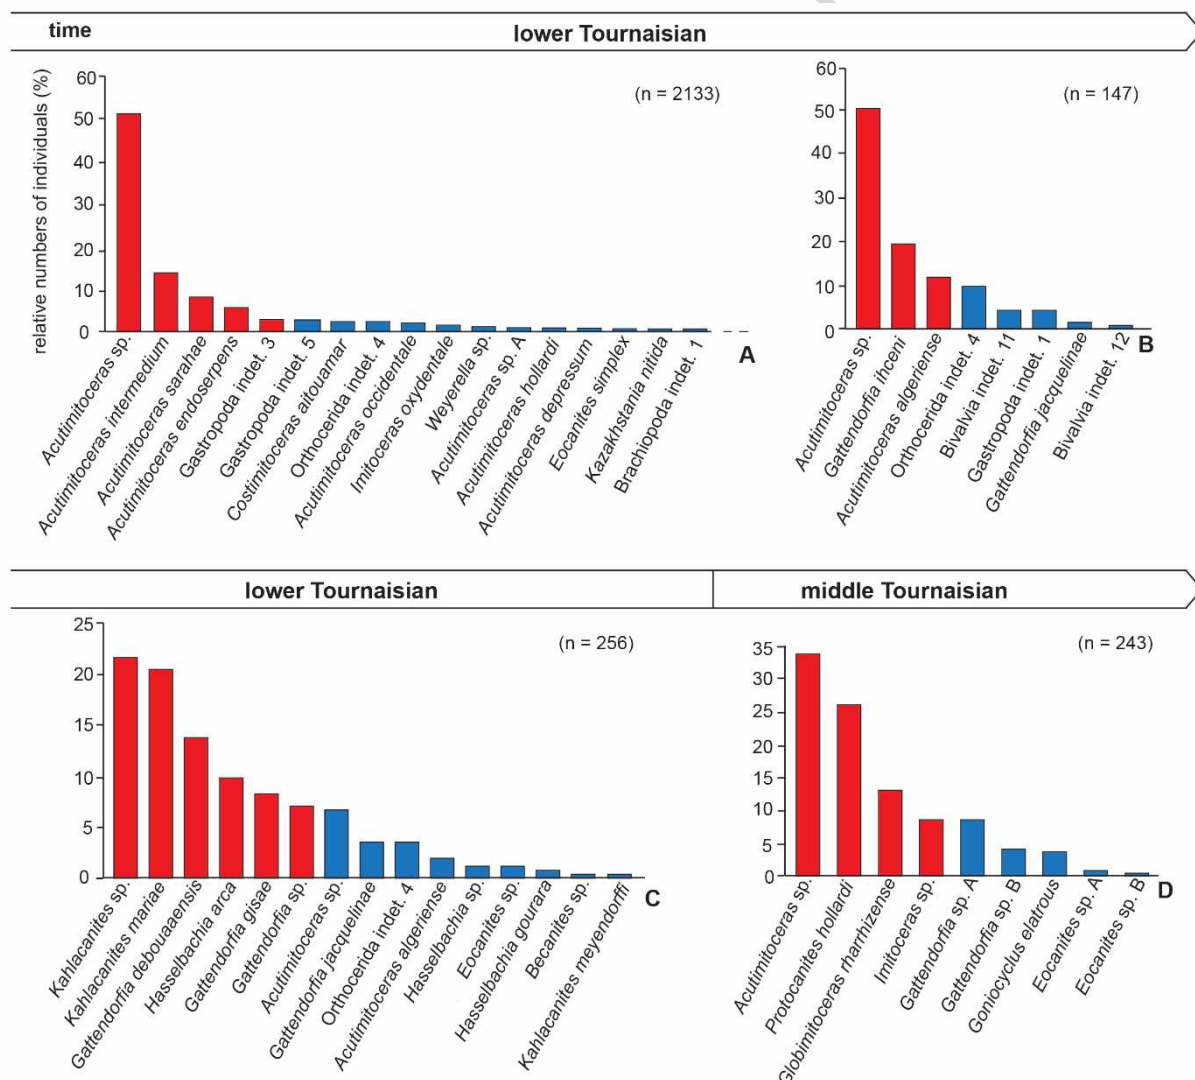 time
lower Tournaisian
relative numbers of individuals (%)
60
50
40
30
20
10
0
(n = 2133)
Acutimitoceras sp.
Acutimitoceras intermedium
Acutimitoceras sarahae
Acutimitoceras endoserpens
Gastropoda indet. 3
Gastropoda indet. 5
Costimitoceras aitouamar
Orthocerida indet. 4
Acutimitoceras occidentale
Imitoceras oxydentale
Weyerella sp.
Acutimitoceras sp. A
Acutimitoceras hollardi
Acutimitoceras depressum
Eocanites simplex
Kazakhstania nitida
Brachiopoda indet. 1
A
60
50
40
30
20
10
0
(n = 147)
Acutimitoceras sp.
Gattendorfia ihceni
Acutimitoceras algeriense
Orthocerida indet. 4
Bivalvia indet. 11
Gastropoda indet. 1
Gattendorfia jacquelinae
Bivalvia indet. 12
B
lower Tournaisian
middle Tournaisian
25
20
15
10
5
0
(n = 256)
Kahlacanites sp.
Kahlacanites mariae
Gattendorfia debouaaensis
Hasselbachia arca
Gattendorfia gisae
Gattendorfia sp.
Acutimitoceras sp.
Gattendorfia jacquelinae
Orthocerida indet. 4
Acutimitoceras algeriense
Hasselbachia sp.
Eocanites sp.
Hasselbachia gourara
Becanites sp.
Kahlacanites meyendorffi
C
35
30
25
20
15
10
5
0
(n = 243)
Acutimitoceras sp.
Protocanites hollardi
Globimitoceras rharrhizense
Imitoceras sp.
Gattendorfia sp. A
Gattendorfia sp. B
Goniocyclus elatrous
Eocanites sp. A
Eocanites sp. B
D